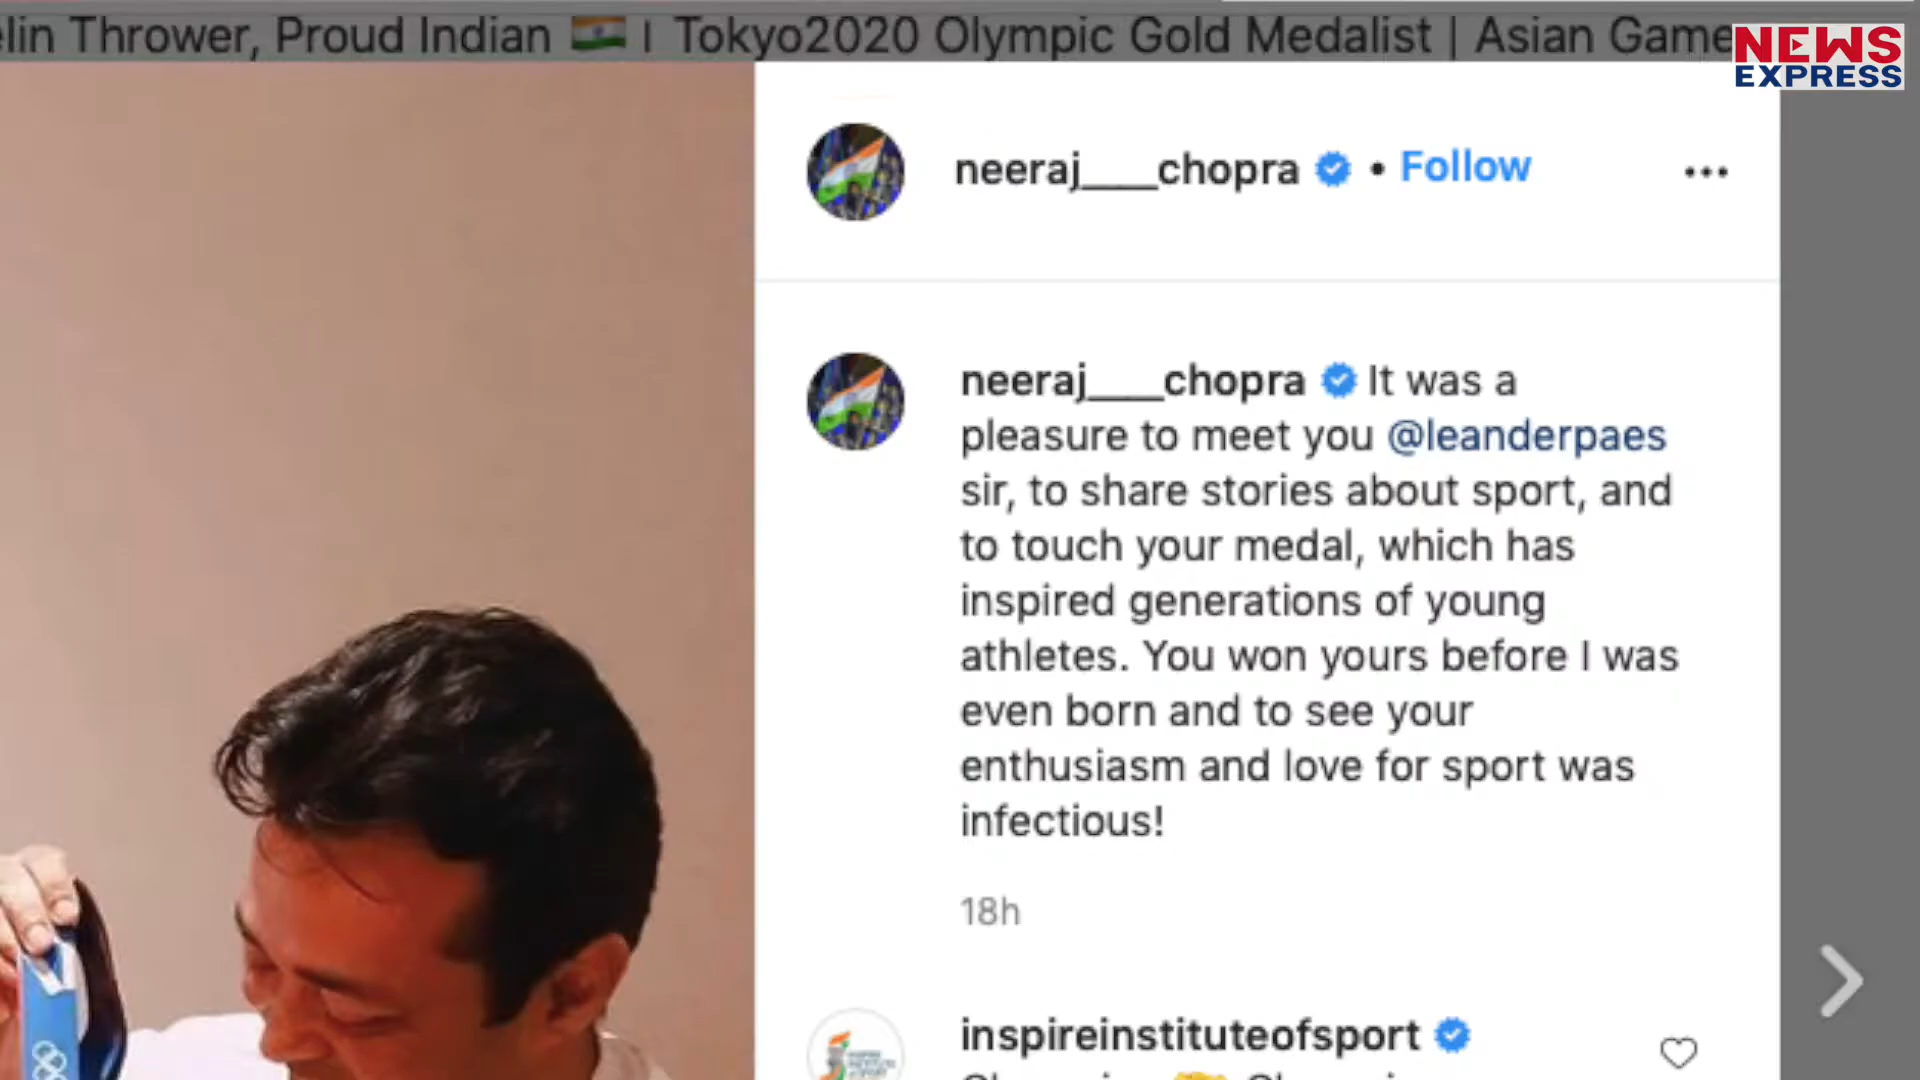 Thrower, Proud Indian 🇮🇳 | Tokyo2020 Olympic Gold Medalist | Asian Game
NEWS
EXPRESS
neeraj____chopra • Follow
neeraj____chopra It was a
pleasure to meet you @leanderpaes
sir, to share stories about sport, and
to touch your medal, which has
inspired generations of young
athletes. You won yours before I was
even born and to see your
enthusiasm and love for sport was
infectious!
18h
inspireinstituteofsport